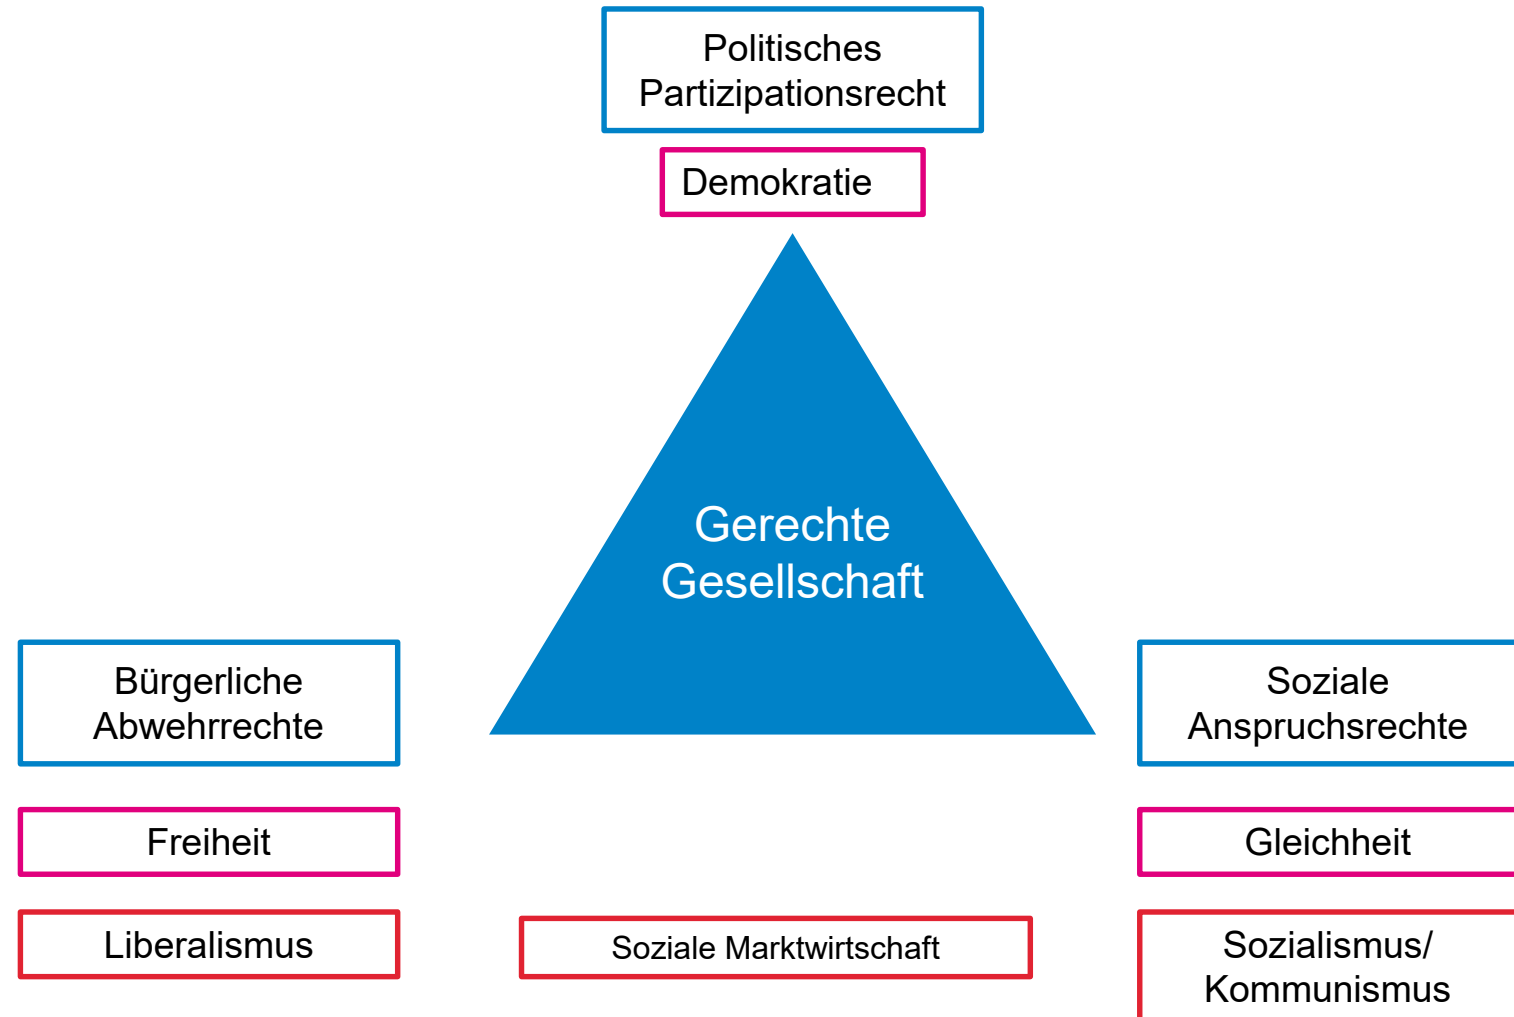 Politisches
Partizipationsrecht
Demokratie
Gerechte
Gesellschaft
Bürgerliche
Abwehrrechte
Soziale
Anspruchsrechte
Freiheit
Gleichheit
Liberalismus
Soziale Marktwirtschaft
Sozialismus/
Kommunismus